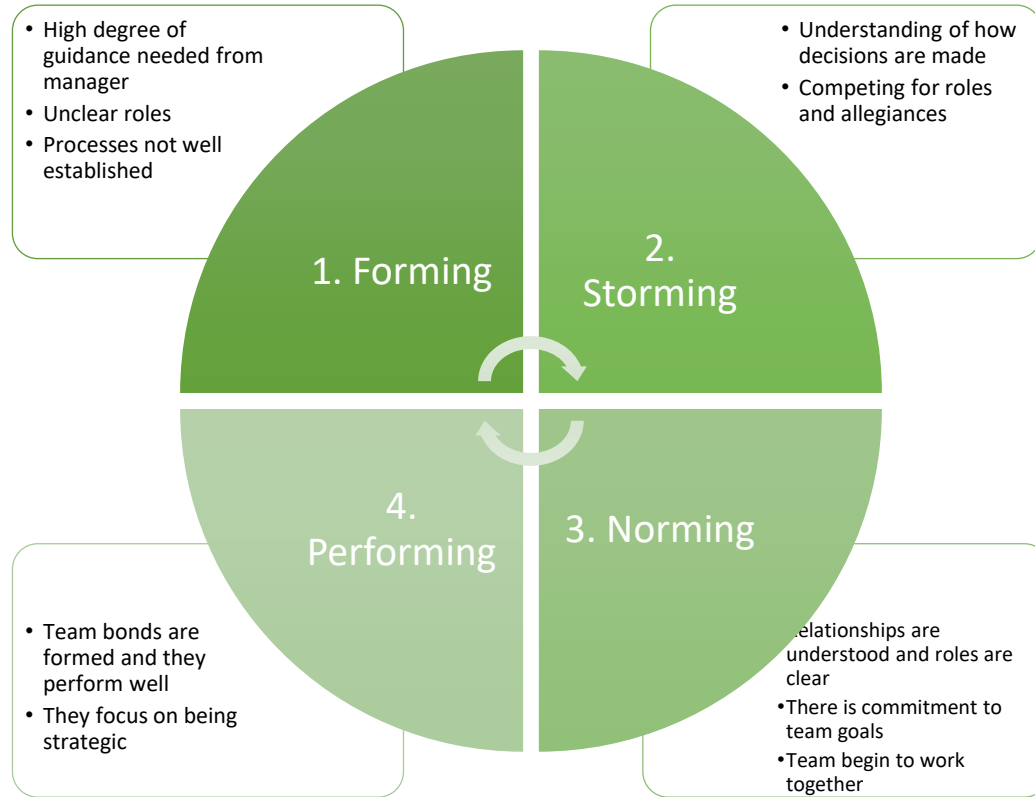 • High degree of
guidance needed from
manager
• Unclear roles
• Processes not well
established
• Understanding of how
decisions are made
• Competing for roles
and allegiances
1. Forming
2.
Storming
4.
Performing
3. Norming
• Team bonds are
formed and they
perform well
• They focus on being
strategic
elationships are
understood and roles are
clear
•There is commitment to
team goals
•Team begin to work
together